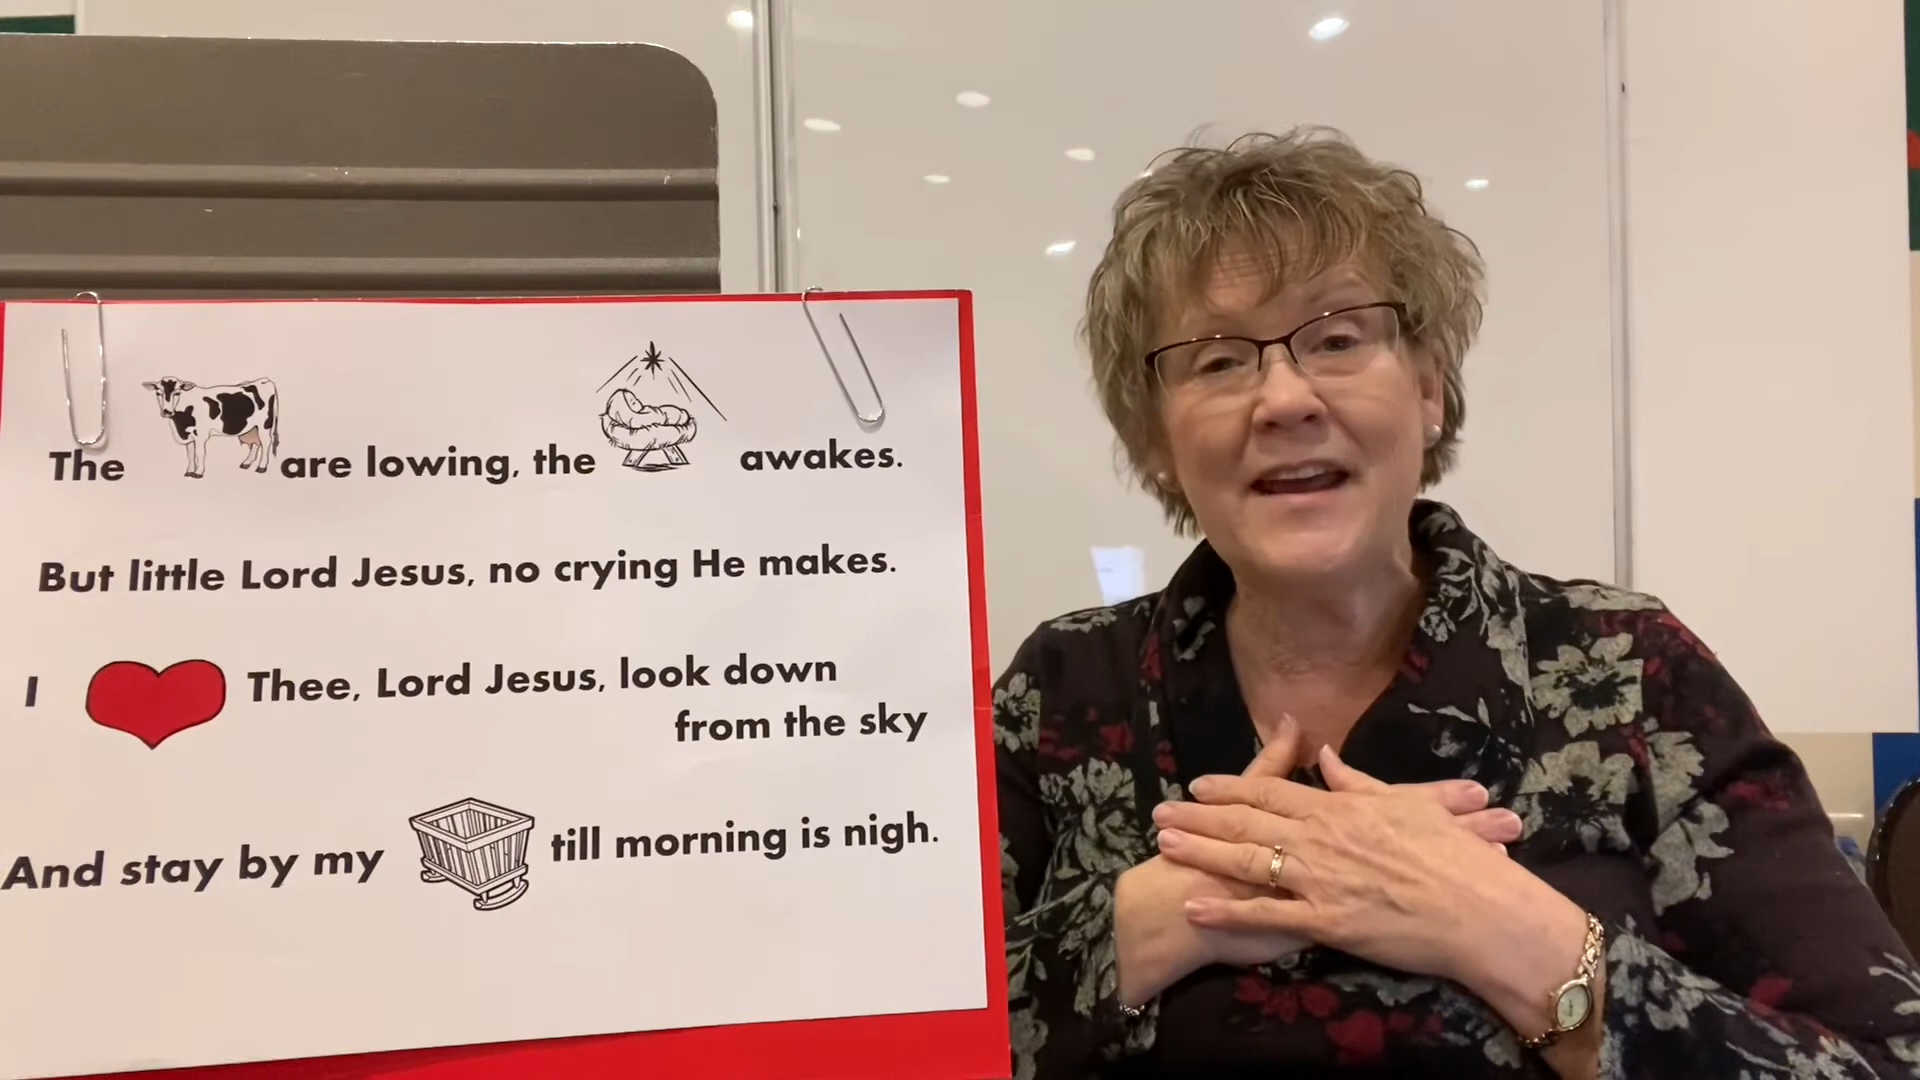 The are lowing, the awakes.
But little Lord Jesus, no crying He makes.
I Thee, Lord Jesus, look down
from the sky
And stay by my till morning is nigh.